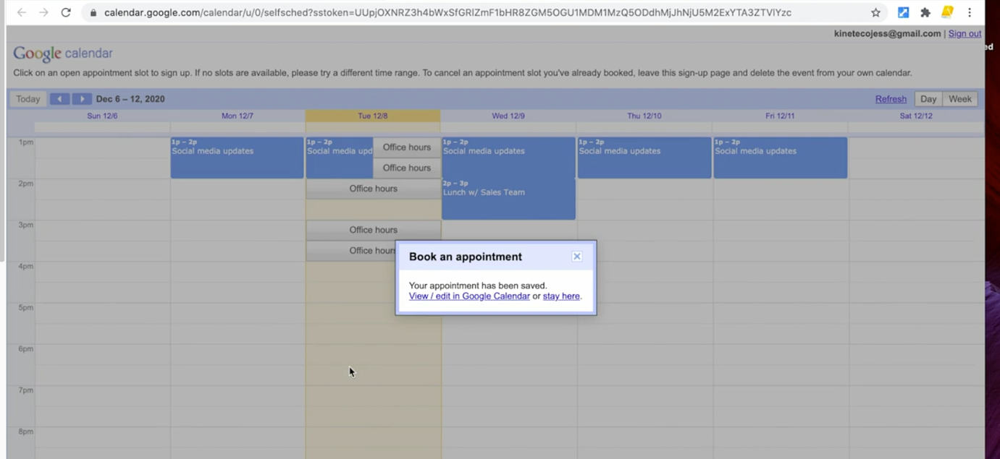 calendar.google.com/calendar/u/0/selfsched?sstoken=UUpjOXNRZ3h4bWxSfGRlZmF1bHR8ZGM5OGU1MDM1MzQ5ODdhMjJhNjU5M2ExYTA3ZTVlYzc
kinetecojess@gmail.com | Sign out
ed
Google calendar
Click on an open appointment slot to sign up. If no slots are available, please try a different time range. To cancel an appointment slot you've already booked, leave this sign-up page and delete the event from your own calendar.
Today Dec 6 – 12, 2020 Refresh Day Week
Sun 12/6 Mon 12/7 Tue 12/8 Wed 12/9 Thu 12/10 Fri 12/11 Sat 12/12
1pm 1p – 2p 1p – 2p Office hours 1p – 2p 1p – 2p 1p – 2p
Social media updates Social media upd Social media updates Social media updates Social media updates
Office hours
2pm Office hours 2p – 3p
Lunch w/ Sales Team
3pm Office hours
Office hours
Book an appointment
4pm
Your appointment has been saved.
View / edit in Google Calendar or stay here.
5pm
6pm
7pm
8pm